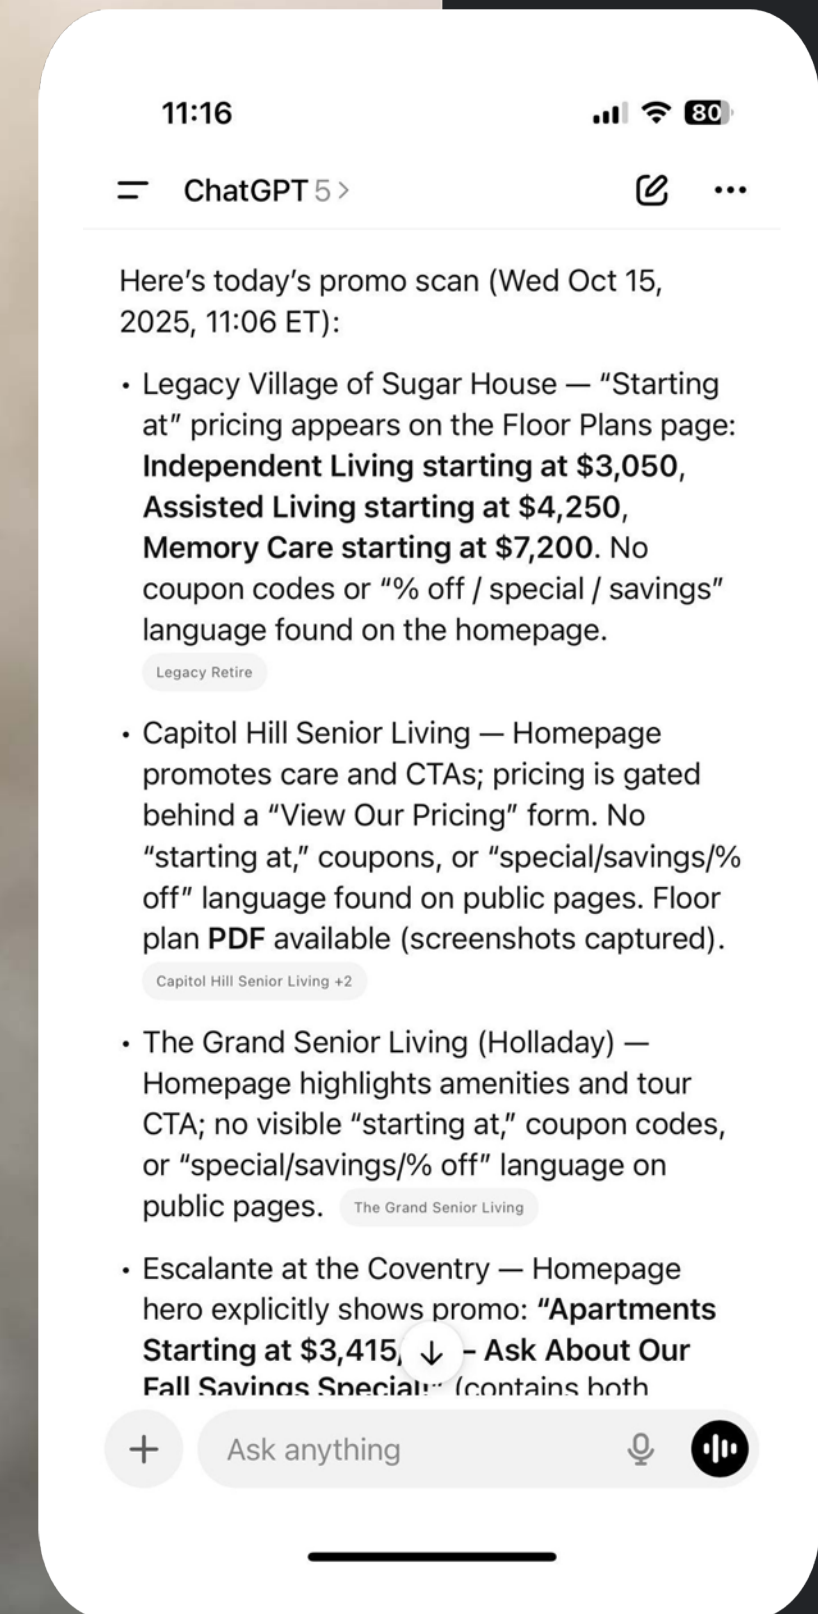 11:16
80
ChatGPT 5 >
Here’s today’s promo scan (Wed Oct 15,
2025, 11:06 ET):
• Legacy Village of Sugar House — “Starting
at” pricing appears on the Floor Plans page:
Independent Living starting at $3,050,
Assisted Living starting at $4,250,
Memory Care starting at $7,200. No
coupon codes or “% off / special / savings”
language found on the homepage.
Legacy Retire
• Capitol Hill Senior Living — Homepage
promotes care and CTAs; pricing is gated
behind a “View Our Pricing” form. No
“starting at,” coupons, or “special/savings/%
off” language found on public pages. Floor
plan PDF available (screenshots captured).
Capitol Hill Senior Living +2
• The Grand Senior Living (Holladay) —
Homepage highlights amenities and tour
CTA; no visible “starting at,” coupon codes,
or “special/savings/% off” language on
public pages. The Grand Senior Living
• Escalante at the Coventry — Homepage
hero explicitly shows promo: “Apartments
Starting at $3,415, – Ask About Our
Fall Savings Special!” (contains both
Ask anything